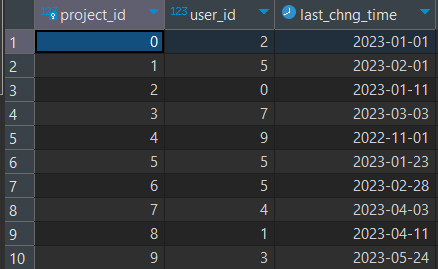 123 project_id 123 user_id last_chng_time
1 0 2 2023-01-01
2 1 5 2023-02-01
3 2 0 2023-01-11
4 3 7 2023-03-03
5 4 9 2022-11-01
6 5 5 2023-01-23
7 6 5 2023-02-28
8 7 4 2023-04-03
9 8 1 2023-04-11
10 9 3 2023-05-24